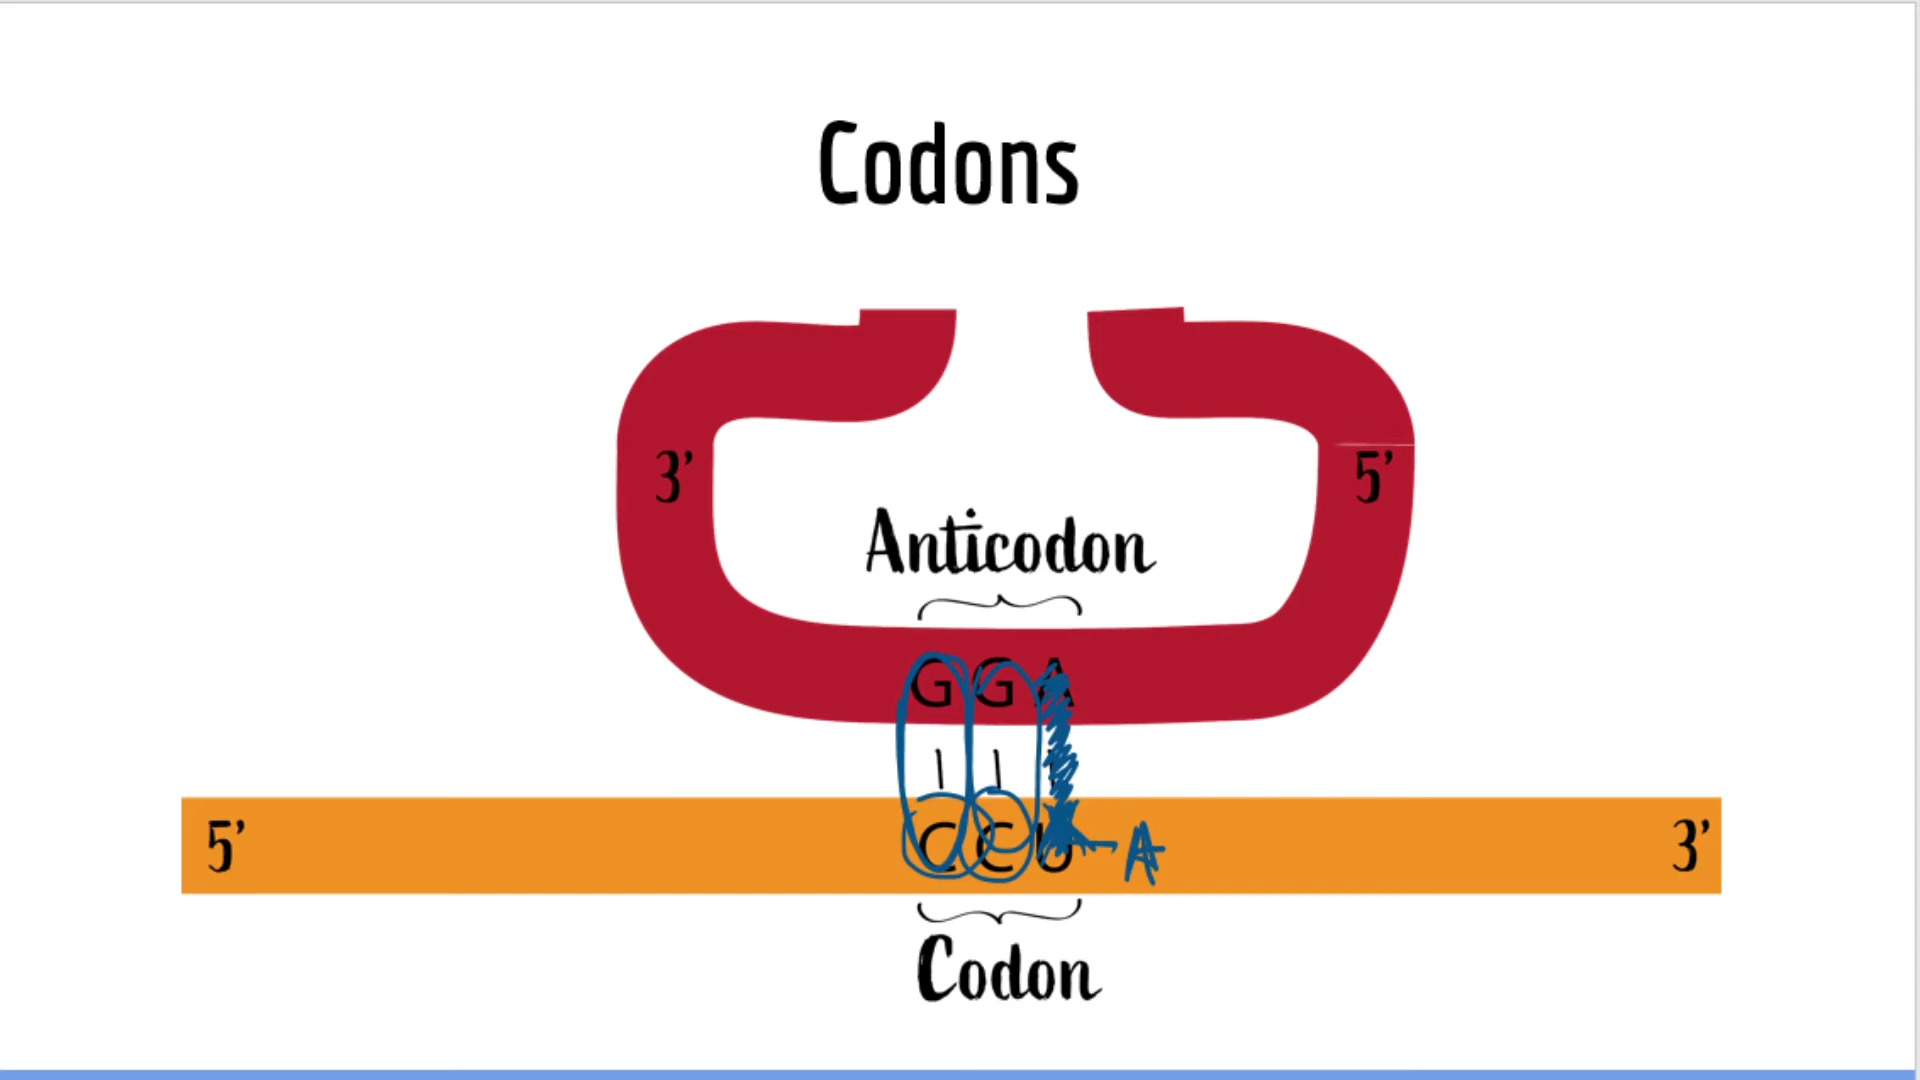 Codons
3’ 5’
Anticodon
G G A
5’ C C U A 3’
Codon